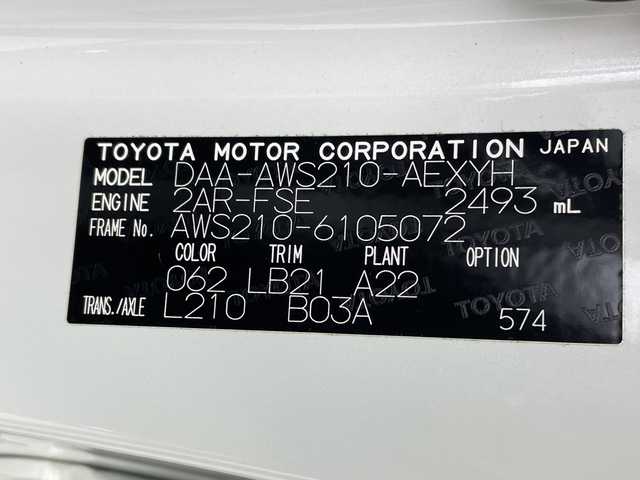 TOYOTA MOTOR CORPORATION JAPAN
MODEL DAA-AWS210-AEXYH
ENGINE 2AR-FSE 2493 mL
FRAME No. AWS210-6105072
COLOR TRIM PLANT OPTION
062 LB21 A22
TRANS./AXLE L210 B03A 574